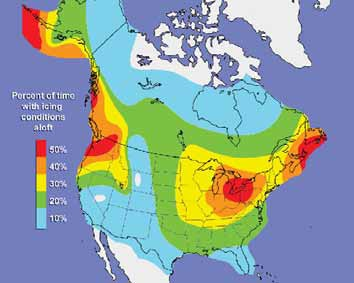 Percent of time
with icing
conditions
aloft
50%
40%
30%
20%
10%